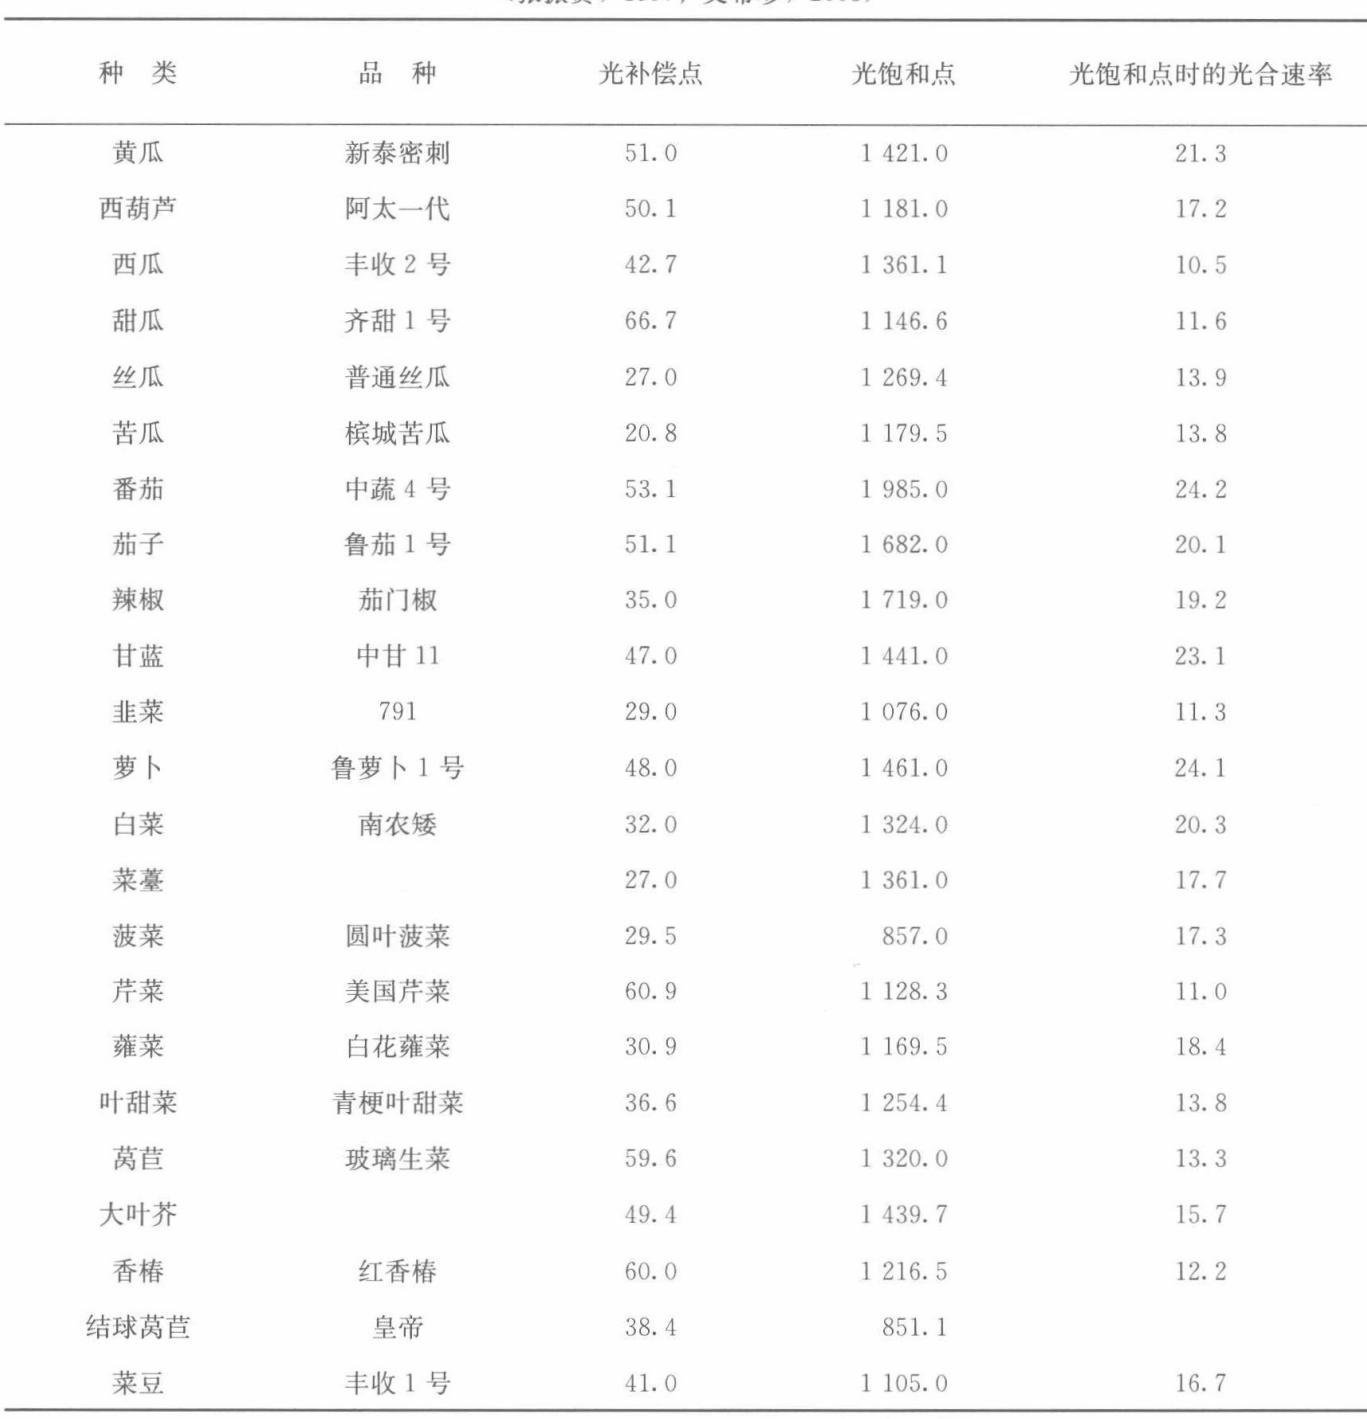 种 类 品 种 光补偿点 光饱和点 光饱和点时的光合速率
黄瓜 新泰密刺 51.0 1 421.0 21.3
西葫芦 阿太一代 50.1 1 181.0 17.2
西瓜 丰收 2 号 42.7 1 361.1 10.5
甜瓜 齐甜 1 号 66.7 1 146.6 11.6
丝瓜 普通丝瓜 27.0 1 269.4 13.9
苦瓜 槟城苦瓜 20.8 1 179.5 13.8
番茄 中蔬 4 号 53.1 1 985.0 24.2
茄子 鲁茄 1 号 51.1 1 682.0 20.1
辣椒 茄门椒 35.0 1 719.0 19.2
甘蓝 中甘 11 47.0 1 441.0 23.1
韭菜 791 29.0 1 076.0 11.3
萝卜 鲁萝卜 1 号 48.0 1 461.0 24.1
白菜 南农矮 32.0 1 324.0 20.3
菜薹 27.0 1 361.0 17.7
菠菜 圆叶菠菜 29.5 857.0 17.3
芹菜 美国芹菜 60.9 1 128.3 11.0
蕹菜 白花蕹菜 30.9 1 169.5 18.4
叶甜菜 青梗叶甜菜 36.6 1 254.4 13.8
莴苣 玻璃生菜 59.6 1 320.0 13.3
大叶芥 49.4 1 439.7 15.7
香椿 红香椿 60.0 1 216.5 12.2
结球莴苣 皇帝 38.4 851.1
菜豆 丰收 1 号 41.0 1 105.0 16.7